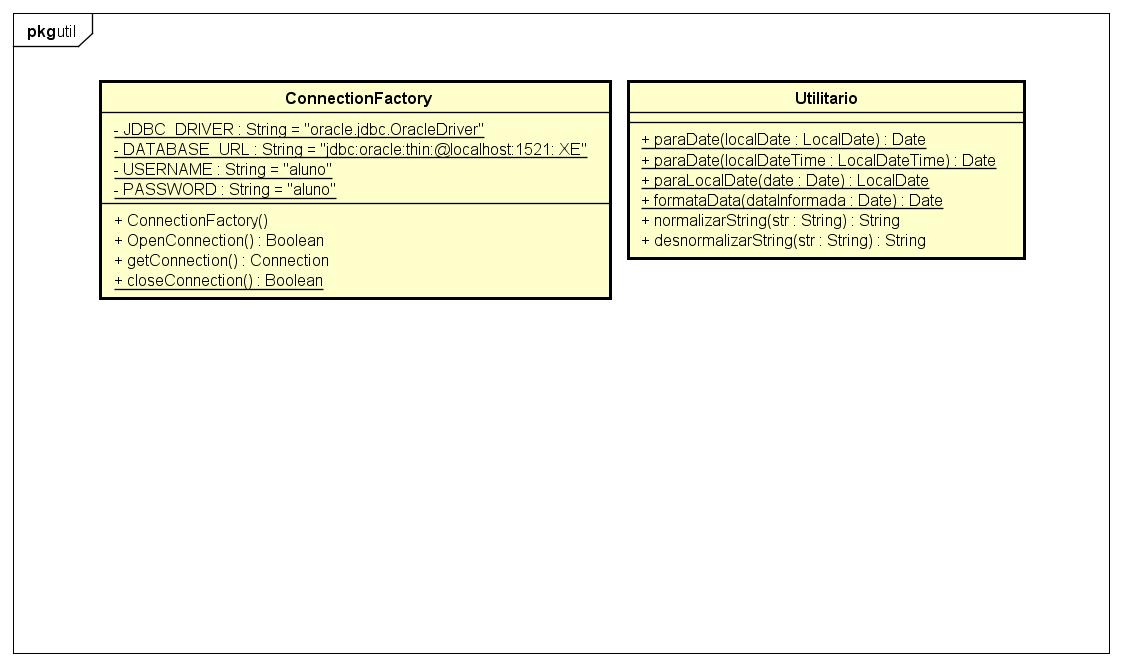 pkg util
ConnectionFactory
- JDBC_DRIVER : String = "oracle.jdbc.OracleDriver"
- DATABASE_URL : String = "jdbc:oracle:thin:@localhost:1521: XE"
- USERNAME : String = "aluno"
- PASSWORD : String = "aluno"
+ ConnectionFactory()
+ OpenConnection() : Boolean
+ getConnection() : Connection
+ closeConnection() : Boolean
Utilitario
+ paraDate(localDate : LocalDate) : Date
+ paraDate(localDateTime : LocalDateTime) : Date
+ paraLocalDate(date : Date) : LocalDate
+ formataData(dataInformada : Date) : Date
+ normalizarString(str : String) : String
+ desnormalizarString(str : String) : String